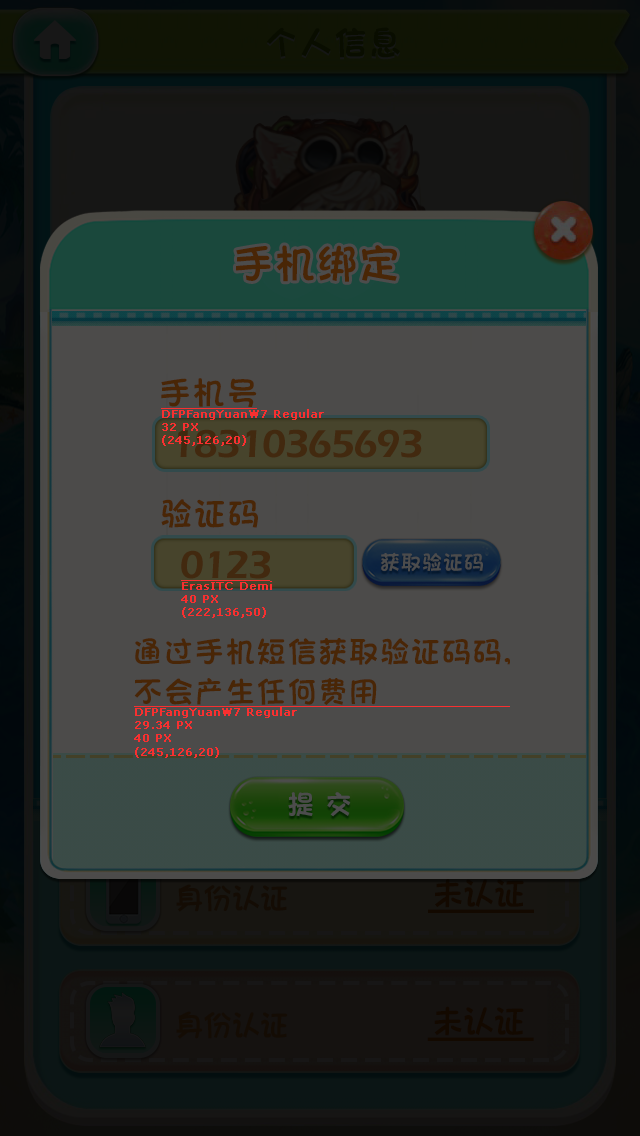 个人信息
手机绑定
手机号
DFPFangYuanW7 Regular
32 PX
(245,126,20)
18310365693
验证码
0123
获取验证码
ErasITC Demi
40 PX
(222,136,50)
通过手机短信获取验证码码,
不会产生任何费用
DFPFangYuanW7 Regular
29.34 PX
40 PX
(245,126,20)
提 交
身份认证 未认证
身份认证 未认证